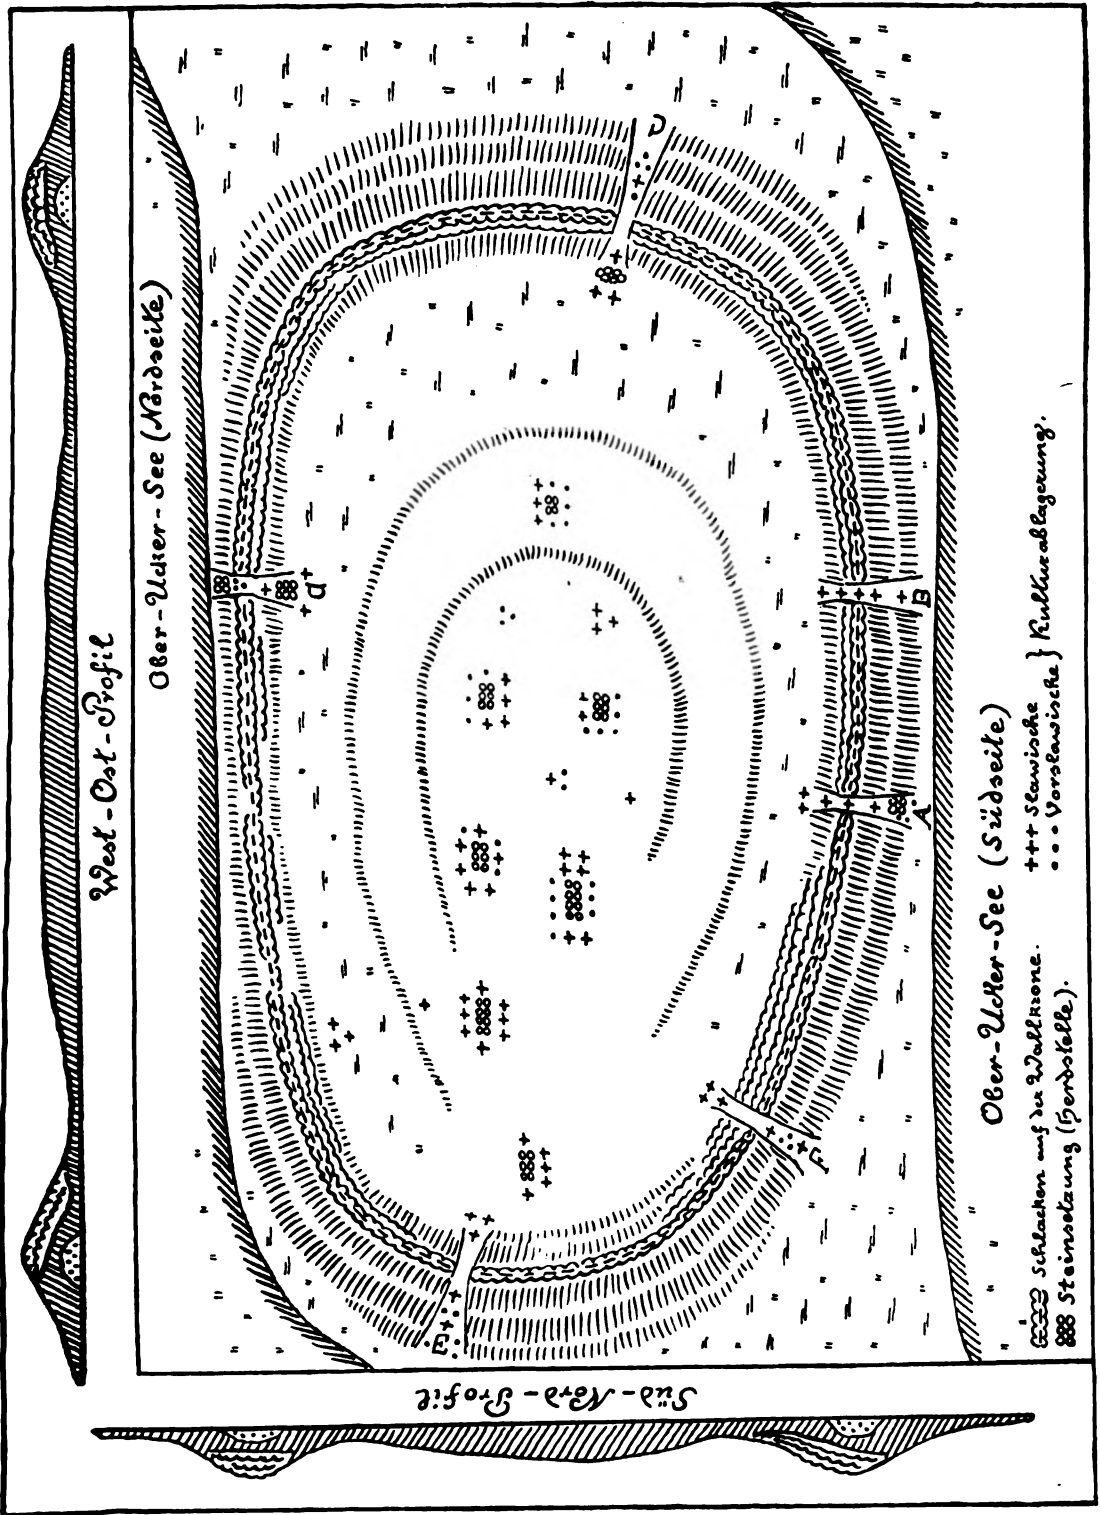 West-Ost-Profil
Ober-Ucker-See (Nordseite)
d
C
E
F
A
B
Ober-Ucker-See (Südseite)
Schlacken auf der Wallkrone.
Steinsetzung (Herdstelle).
+++ Slawische
••• Vorslawische } Kulturablagerung.
Süd-Nord-Profil